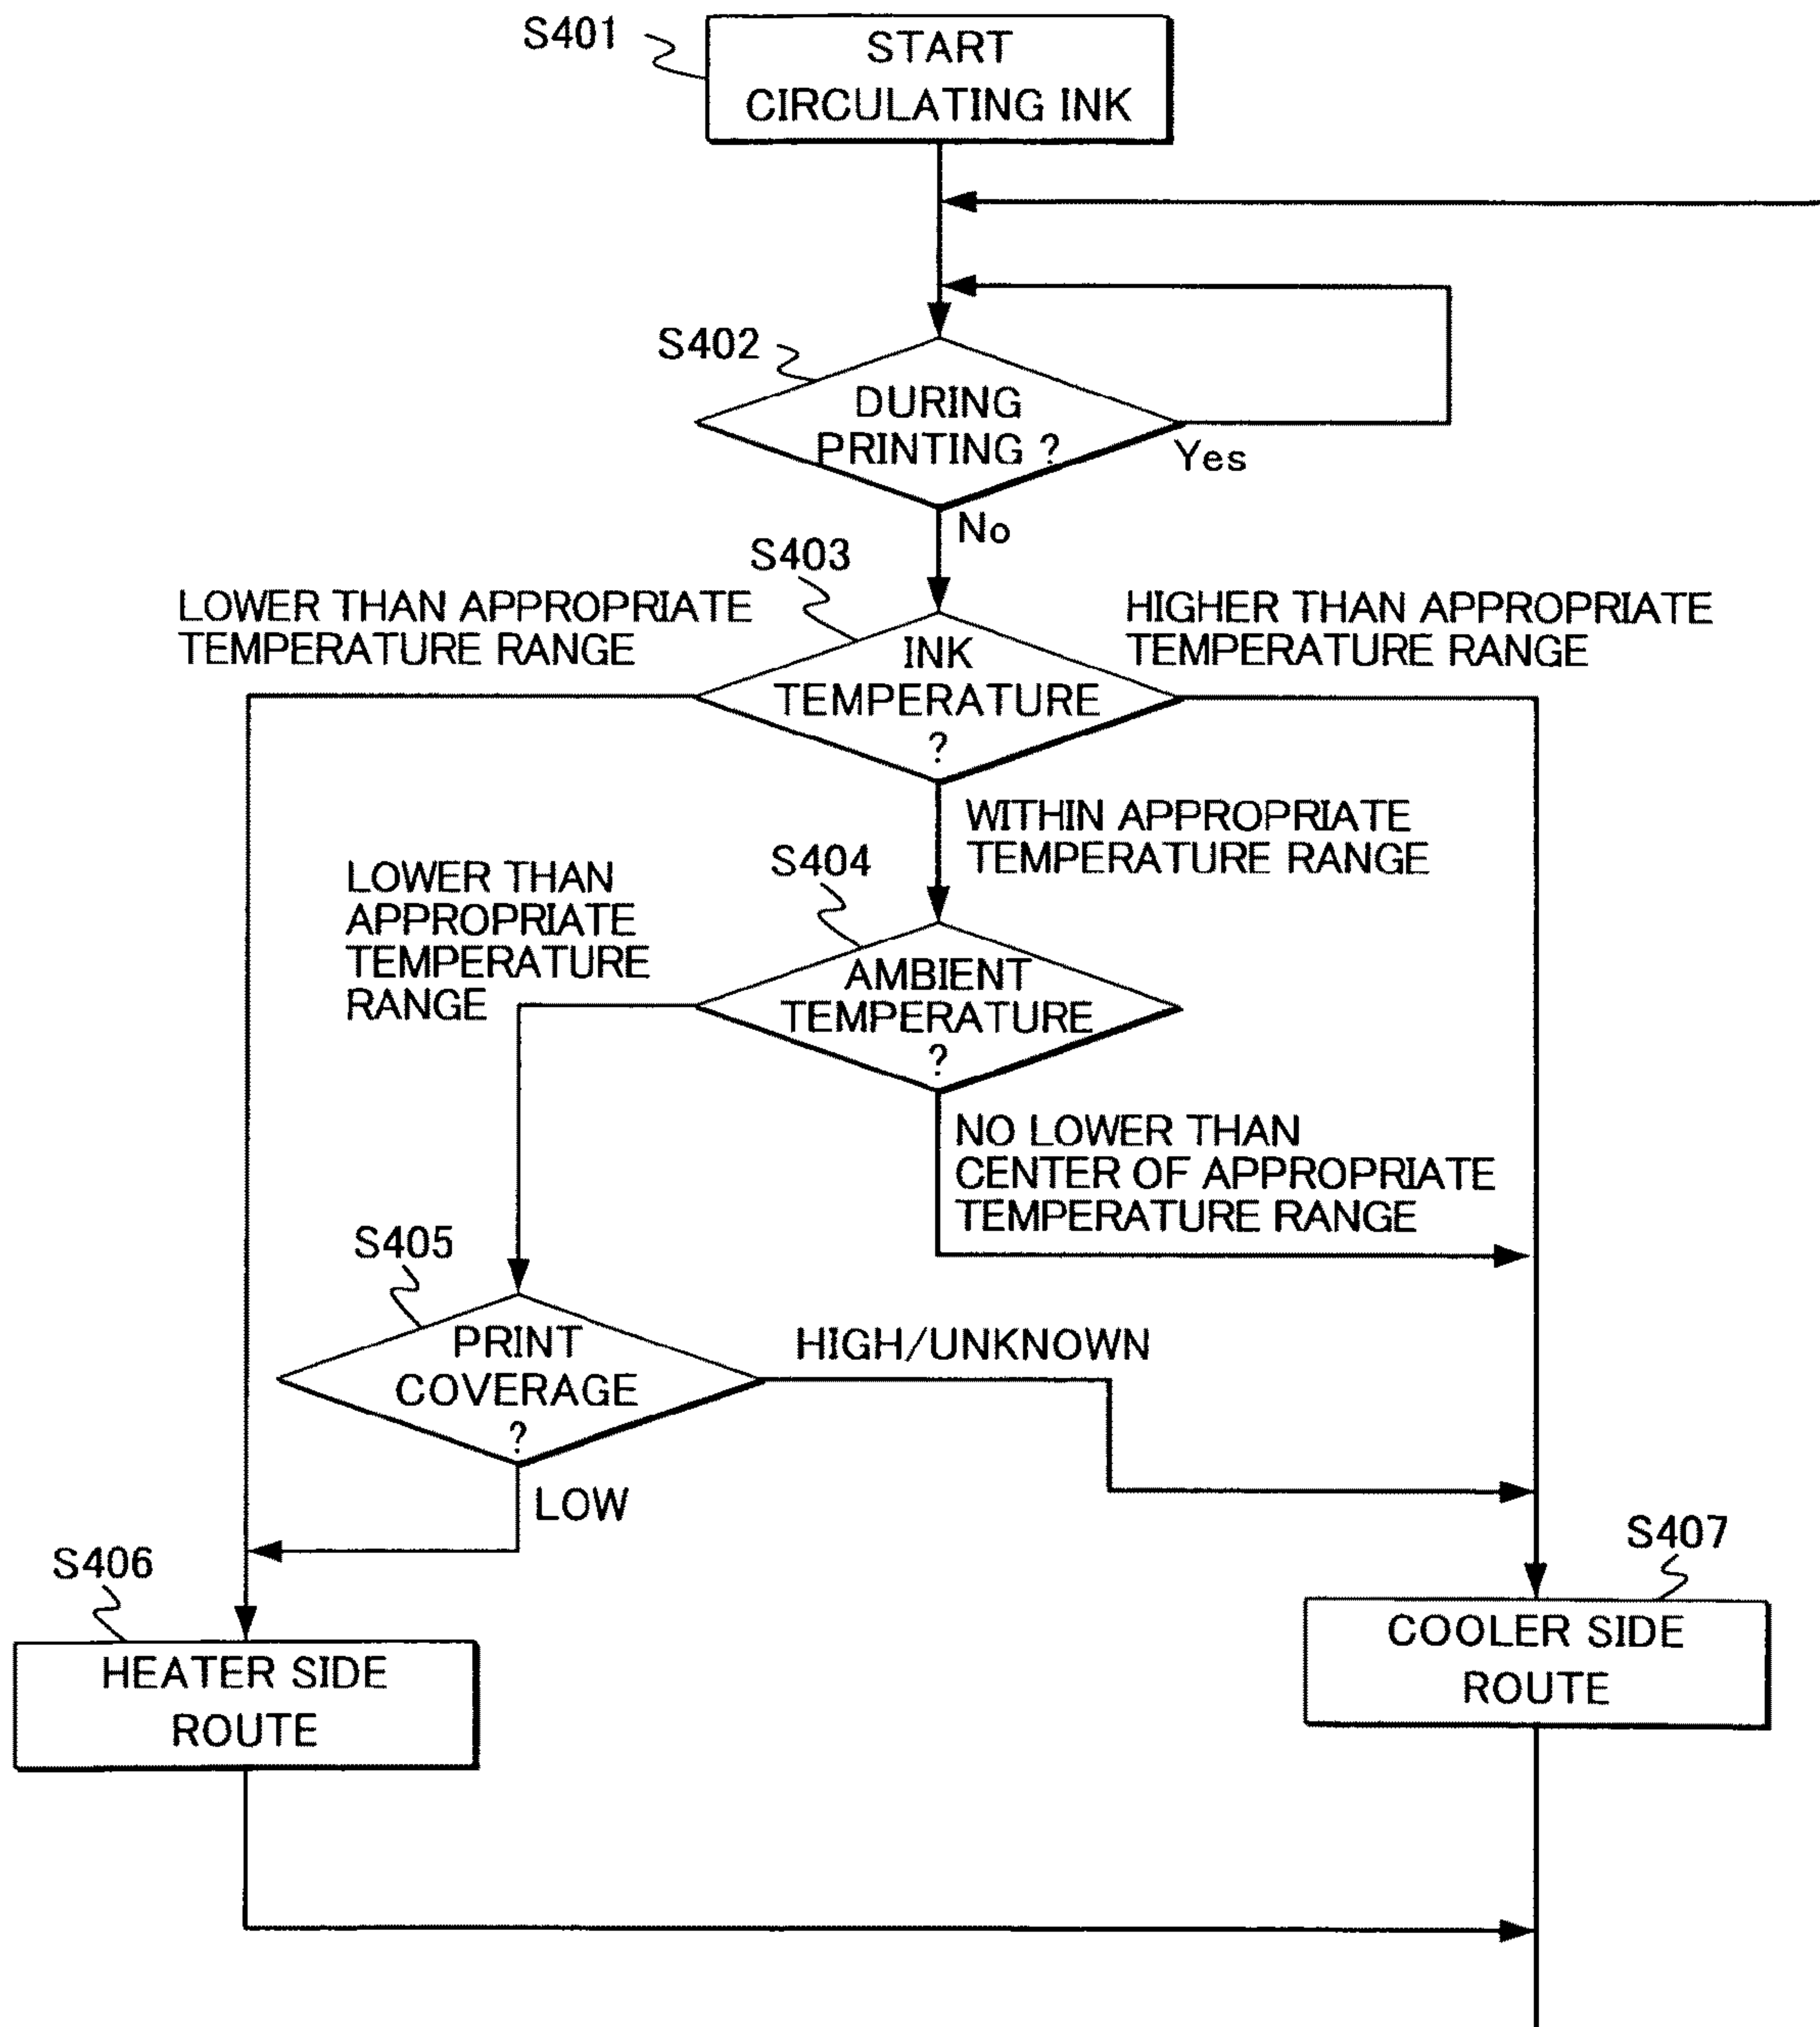 S401
START
CIRCULATING INK
S402
DURING
PRINTING ?
Yes
No
S403
LOWER THAN APPROPRIATE
TEMPERATURE RANGE
HIGHER THAN APPROPRIATE
TEMPERATURE RANGE
INK
TEMPERATURE
?
WITHIN APPROPRIATE
TEMPERATURE RANGE
S404
LOWER THAN
APPROPRIATE
TEMPERATURE
RANGE
AMBIENT
TEMPERATURE
?
NO LOWER THAN
CENTER OF APPROPRIATE
TEMPERATURE RANGE
S405
PRINT
COVERAGE
?
HIGH/UNKNOWN
LOW
S406
HEATER SIDE
ROUTE
S407
COOLER SIDE
ROUTE